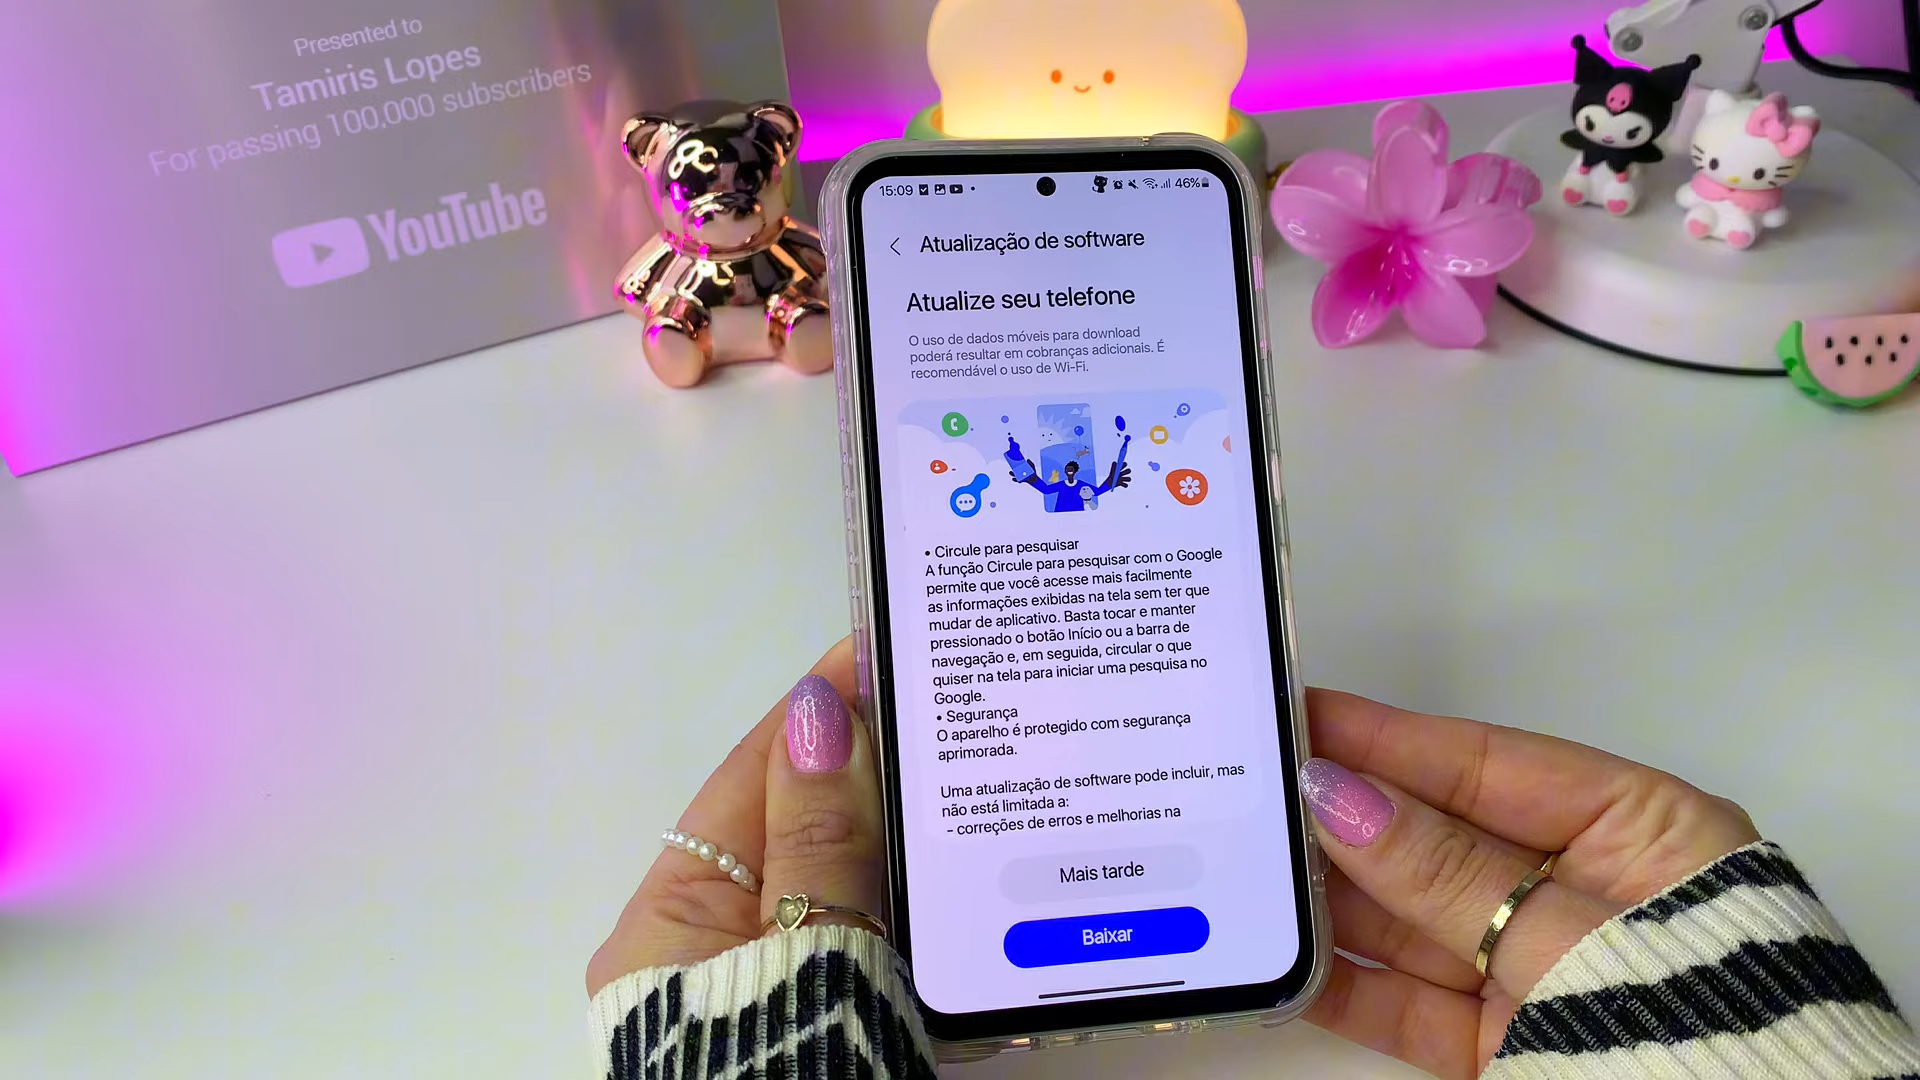 Presented to
Tamiris Lopes
For passing 100,000 subscribers
YouTube
15:09
46%
Atualização de software
Atualize seu telefone
O uso de dados móveis para download
poderá resultar em cobranças adicionais. É
recomendável o uso de Wi-Fi.
• Circule para pesquisar
A função Circule para pesquisar com o Google
permite que você acesse mais facilmente
as informações exibidas na tela sem ter que
mudar de aplicativo. Basta tocar e manter
pressionado o botão Início ou a barra de
navegação e, em seguida, circular o que
quiser na tela para iniciar uma pesquisa no
Google.
• Segurança
O aparelho é protegido com segurança
aprimorada.
Uma atualização de software pode incluir, mas
não está limitada a:
- correções de erros e melhorias na
Mais tarde
Baixar